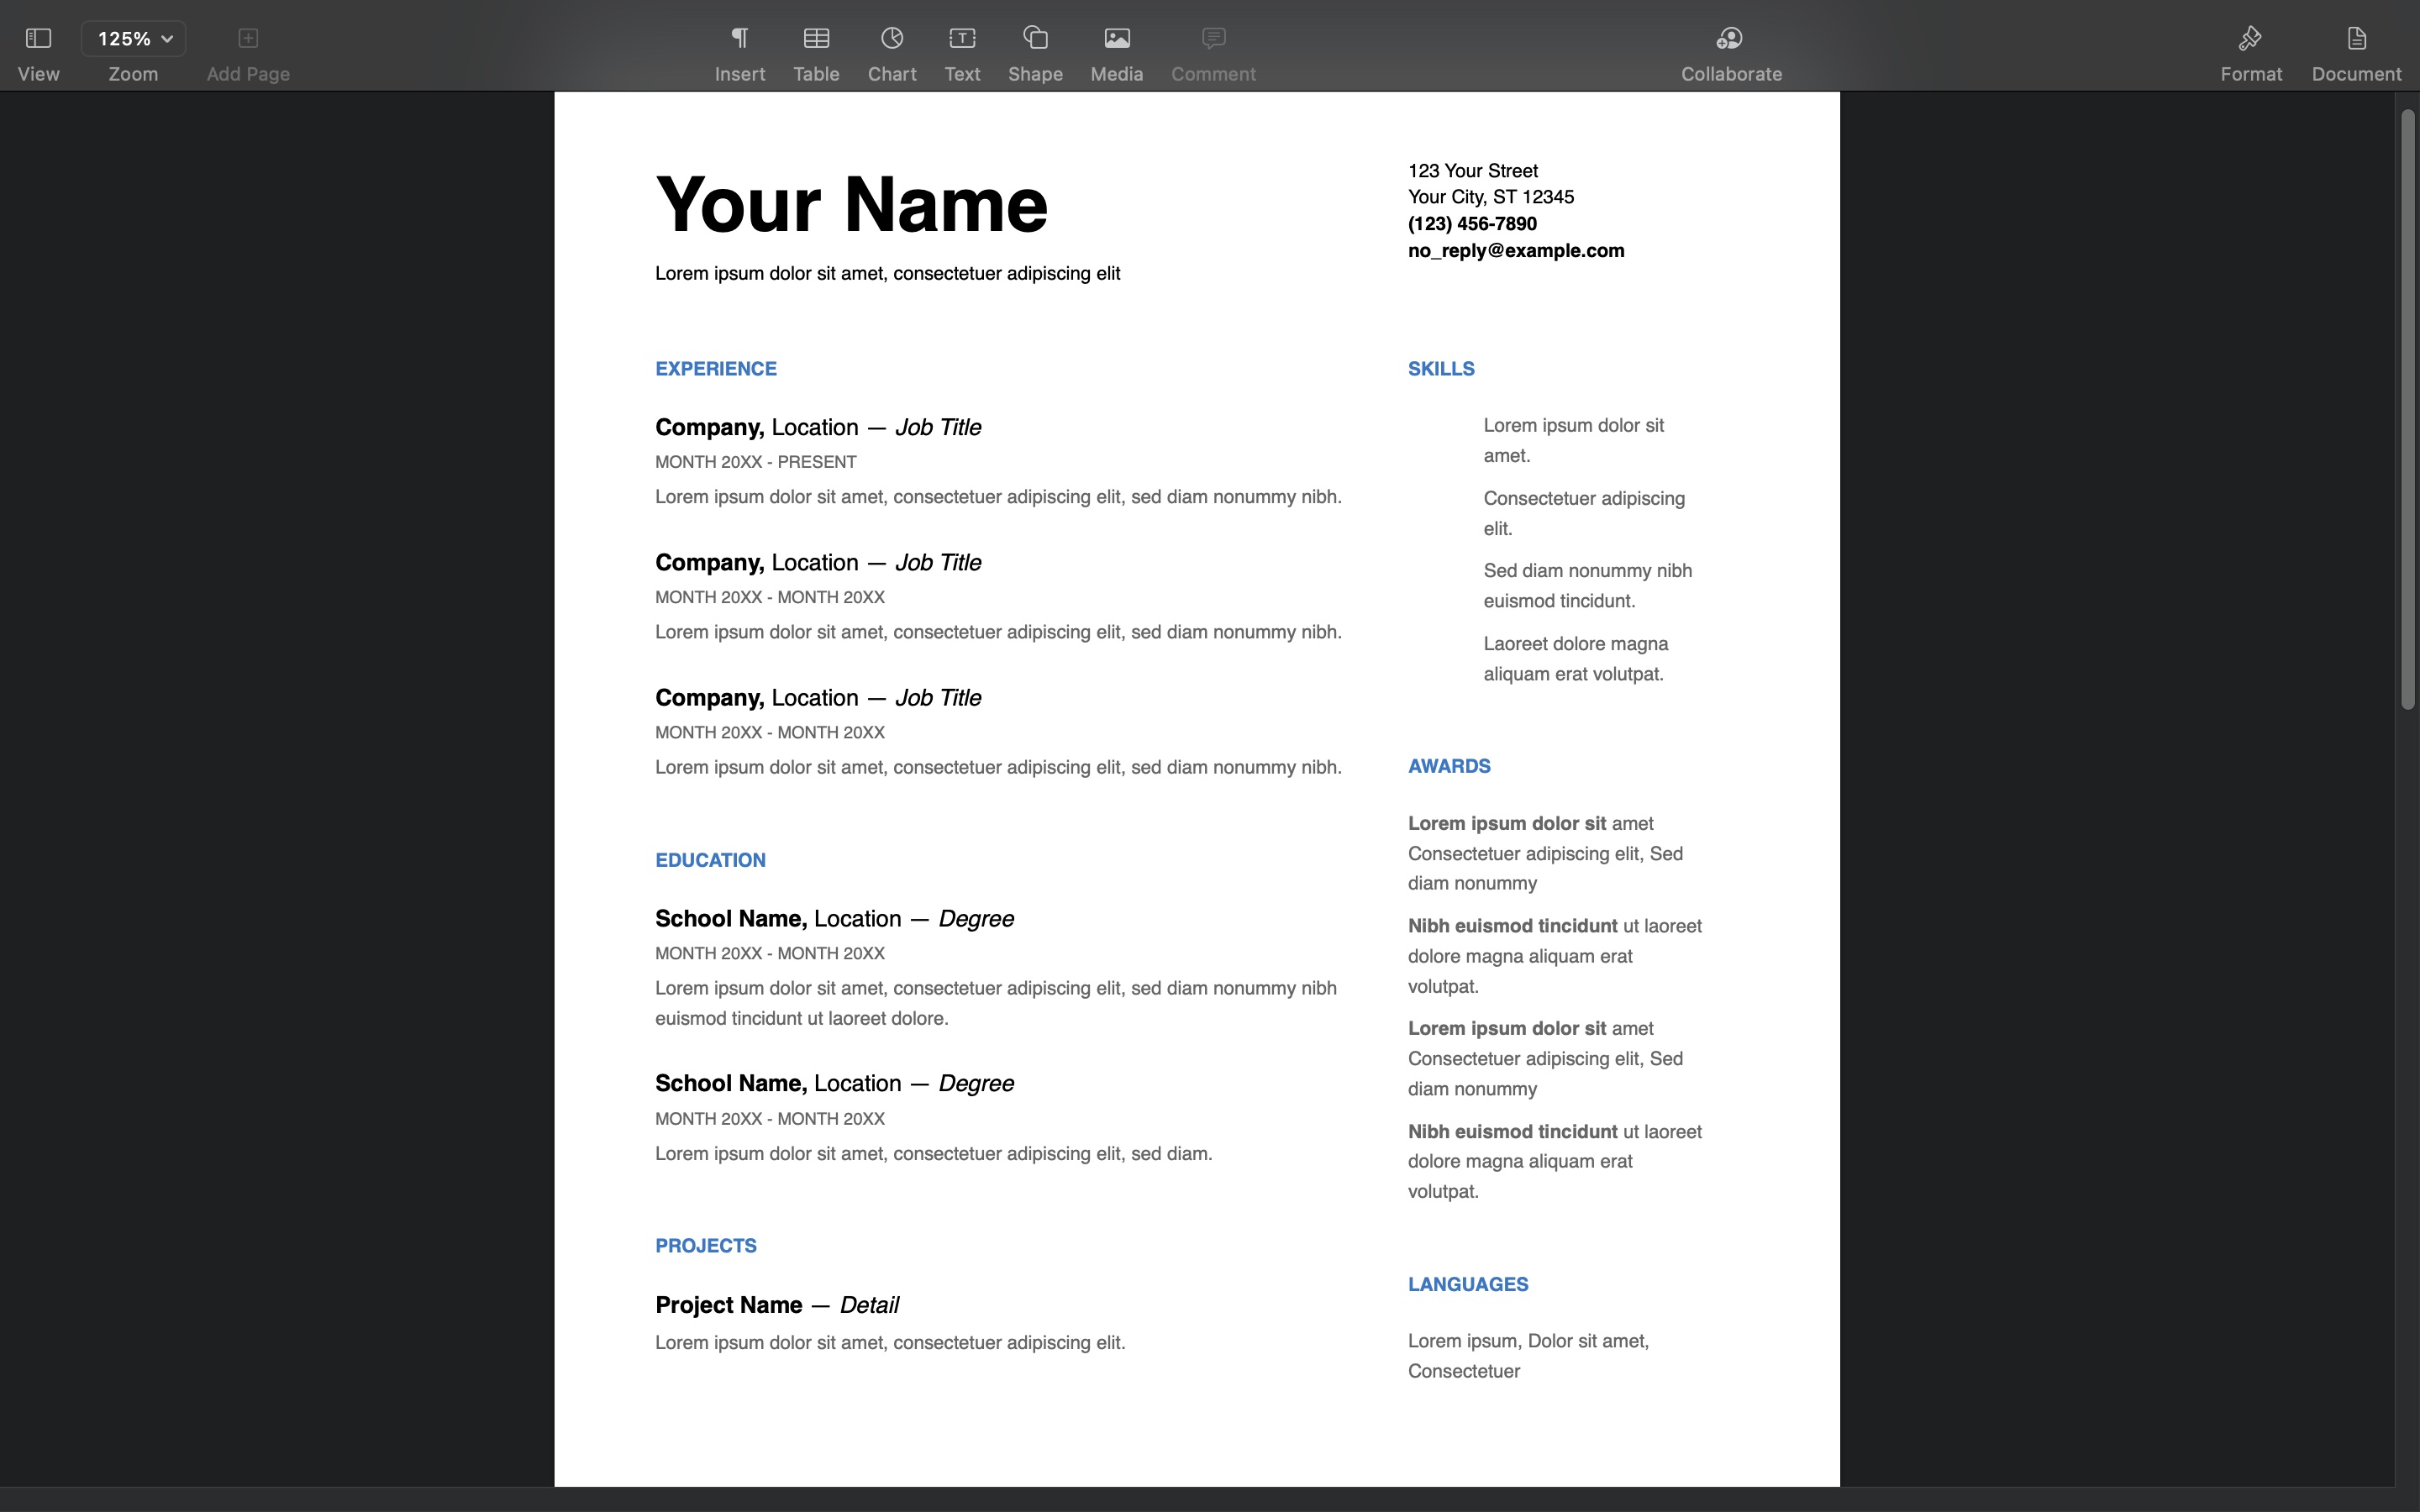 125%
View
Zoom
Add Page
Insert
Table
Chart
Text
Shape
Media
Comment
Collaborate
Format
Document
Your Name
Lorem ipsum dolor sit amet, consectetuer adipiscing elit
123 Your Street
Your City, ST 12345
(123) 456-7890
no_reply@example.com
EXPERIENCE
Company, Location — Job Title
MONTH 20XX - PRESENT
Lorem ipsum dolor sit amet, consectetuer adipiscing elit, sed diam nonummy nibh.
Company, Location — Job Title
MONTH 20XX - MONTH 20XX
Lorem ipsum dolor sit amet, consectetuer adipiscing elit, sed diam nonummy nibh.
Company, Location — Job Title
MONTH 20XX - MONTH 20XX
Lorem ipsum dolor sit amet, consectetuer adipiscing elit, sed diam nonummy nibh.
EDUCATION
School Name, Location — Degree
MONTH 20XX - MONTH 20XX
Lorem ipsum dolor sit amet, consectetuer adipiscing elit, sed diam nonummy nibh
euismod tincidunt ut laoreet dolore.
School Name, Location — Degree
MONTH 20XX - MONTH 20XX
Lorem ipsum dolor sit amet, consectetuer adipiscing elit, sed diam.
PROJECTS
Project Name — Detail
Lorem ipsum dolor sit amet, consectetuer adipiscing elit.
SKILLS
Lorem ipsum dolor sit
amet.
Consectetuer adipiscing
elit.
Sed diam nonummy nibh
euismod tincidunt.
Laoreet dolore magna
aliquam erat volutpat.
AWARDS
Lorem ipsum dolor sit amet
Consectetuer adipiscing elit, Sed
diam nonummy
Nibh euismod tincidunt ut laoreet
dolore magna aliquam erat
volutpat.
Lorem ipsum dolor sit amet
Consectetuer adipiscing elit, Sed
diam nonummy
Nibh euismod tincidunt ut laoreet
dolore magna aliquam erat
volutpat.
LANGUAGES
Lorem ipsum, Dolor sit amet,
Consectetuer